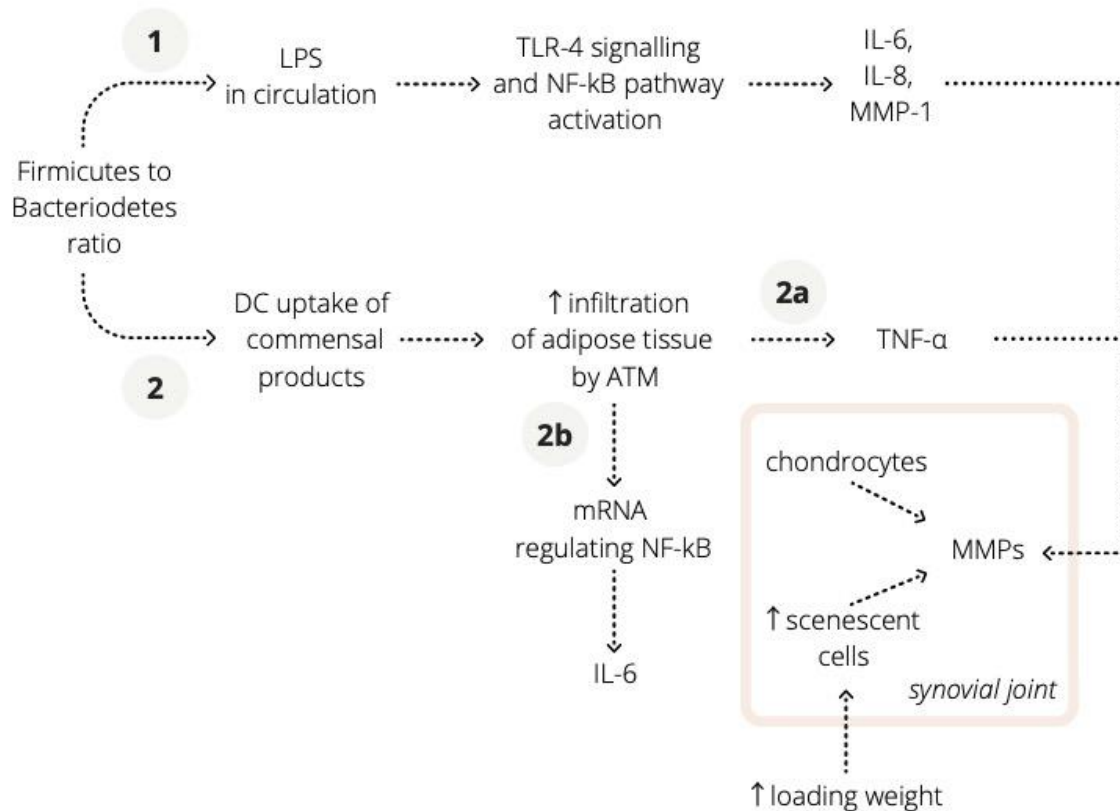 1
LPS
in circulation
TLR-4 signalling
and NF-kB pathway
activation
IL-6,
IL-8,
MMP-1
Firmicutes to
Bacteriodetes
ratio
2
DC uptake of
commensal
products
↑ infiltration
of adipose tissue
by ATM
2a
TNF-α
2b
mRNA
regulating NF-kB
IL-6
chondrocytes
MMPs
↑ scenescent
cells
synovial joint
↑ loading weight